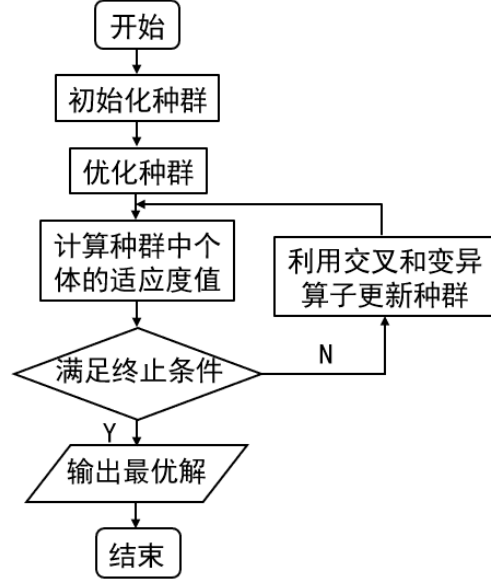 开始
初始化种群
优化种群
计算种群中个
体的适应度值
利用交叉和变异
算子更新种群
满足终止条件
N
Y
输出最优解
结束